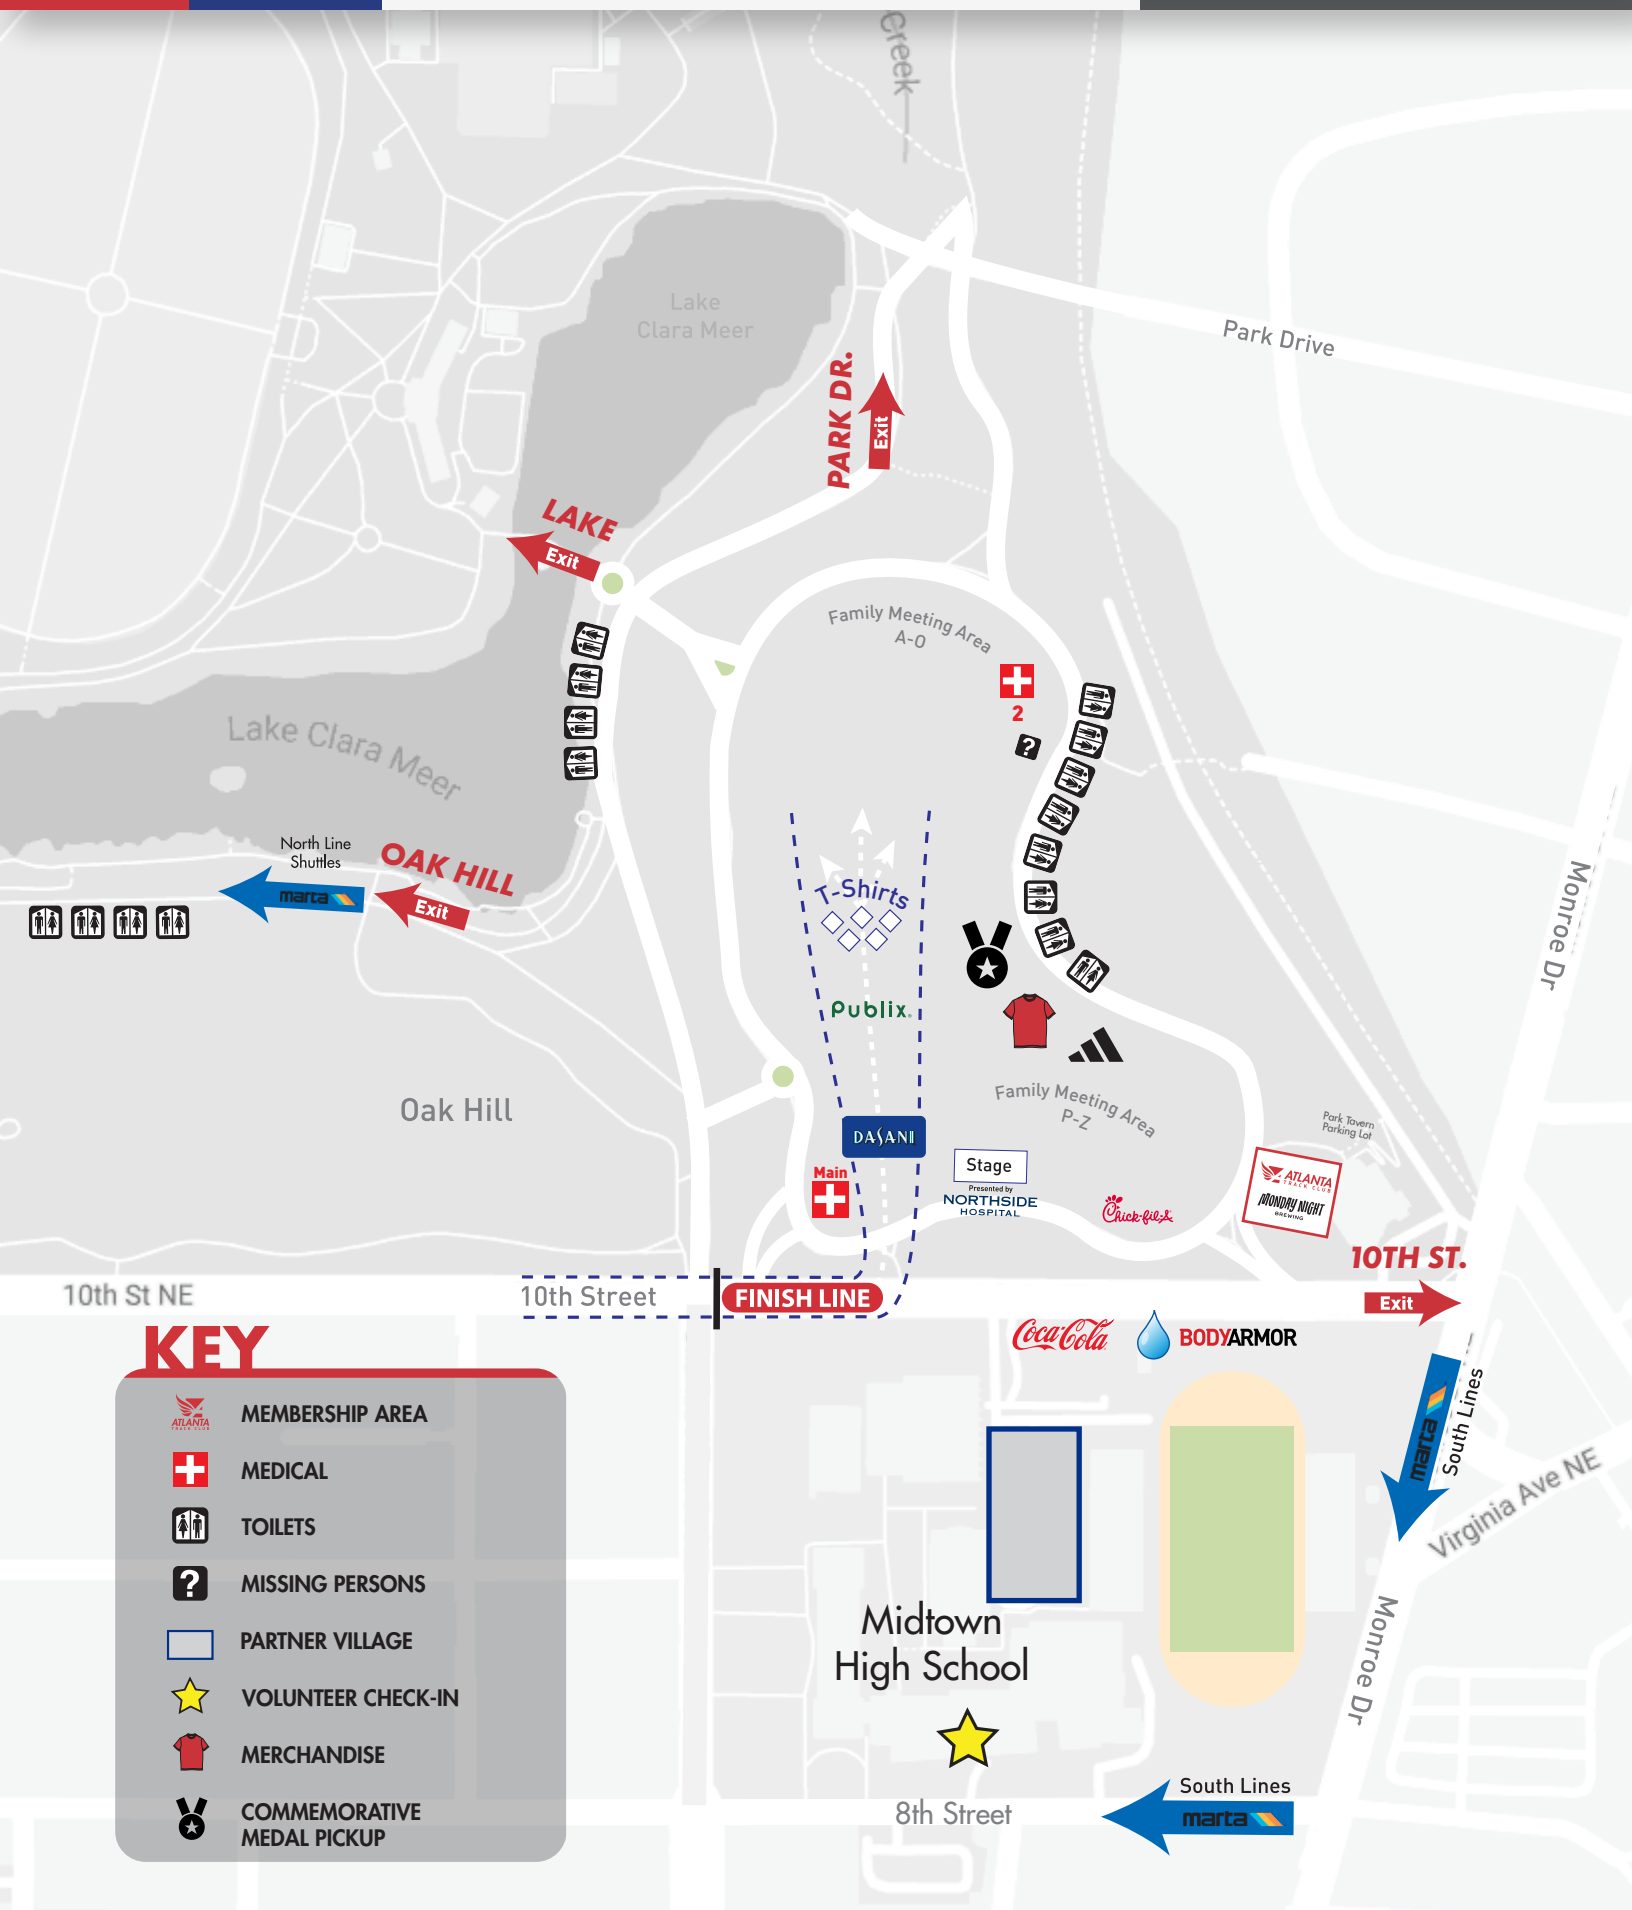 Creek
Lake
Clara Meer
Park Drive
PARK DR.
Exit
LAKE
Exit
Family Meeting Area
A-O
2
?
Lake Clara Meer
North Line
Shuttles
marta
OAK HILL
Exit
T-Shirts
Monroe Dr
Publix.
Oak Hill
Family Meeting Area
P-Z
Park Tavern
Parking Lot
DASANI
Main
Stage
Presented by
NORTHSIDE
HOSPITAL
Chick-fil-A
ATLANTA
TRACK CLUB
MONDAY NIGHT
BREWING
10TH ST.
Exit
10th St NE
10th Street
FINISH LINE
Coca-Cola
BODYARMOR
marta
South Lines
Virginia Ave NE
KEY
ATLANTA
TRACK CLUB
MEMBERSHIP AREA
MEDICAL
TOILETS
?
MISSING PERSONS
PARTNER VILLAGE
VOLUNTEER CHECK-IN
MERCHANDISE
COMMEMORATIVE
MEDAL PICKUP
Midtown
High School
Monroe Dr
8th Street
South Lines
marta